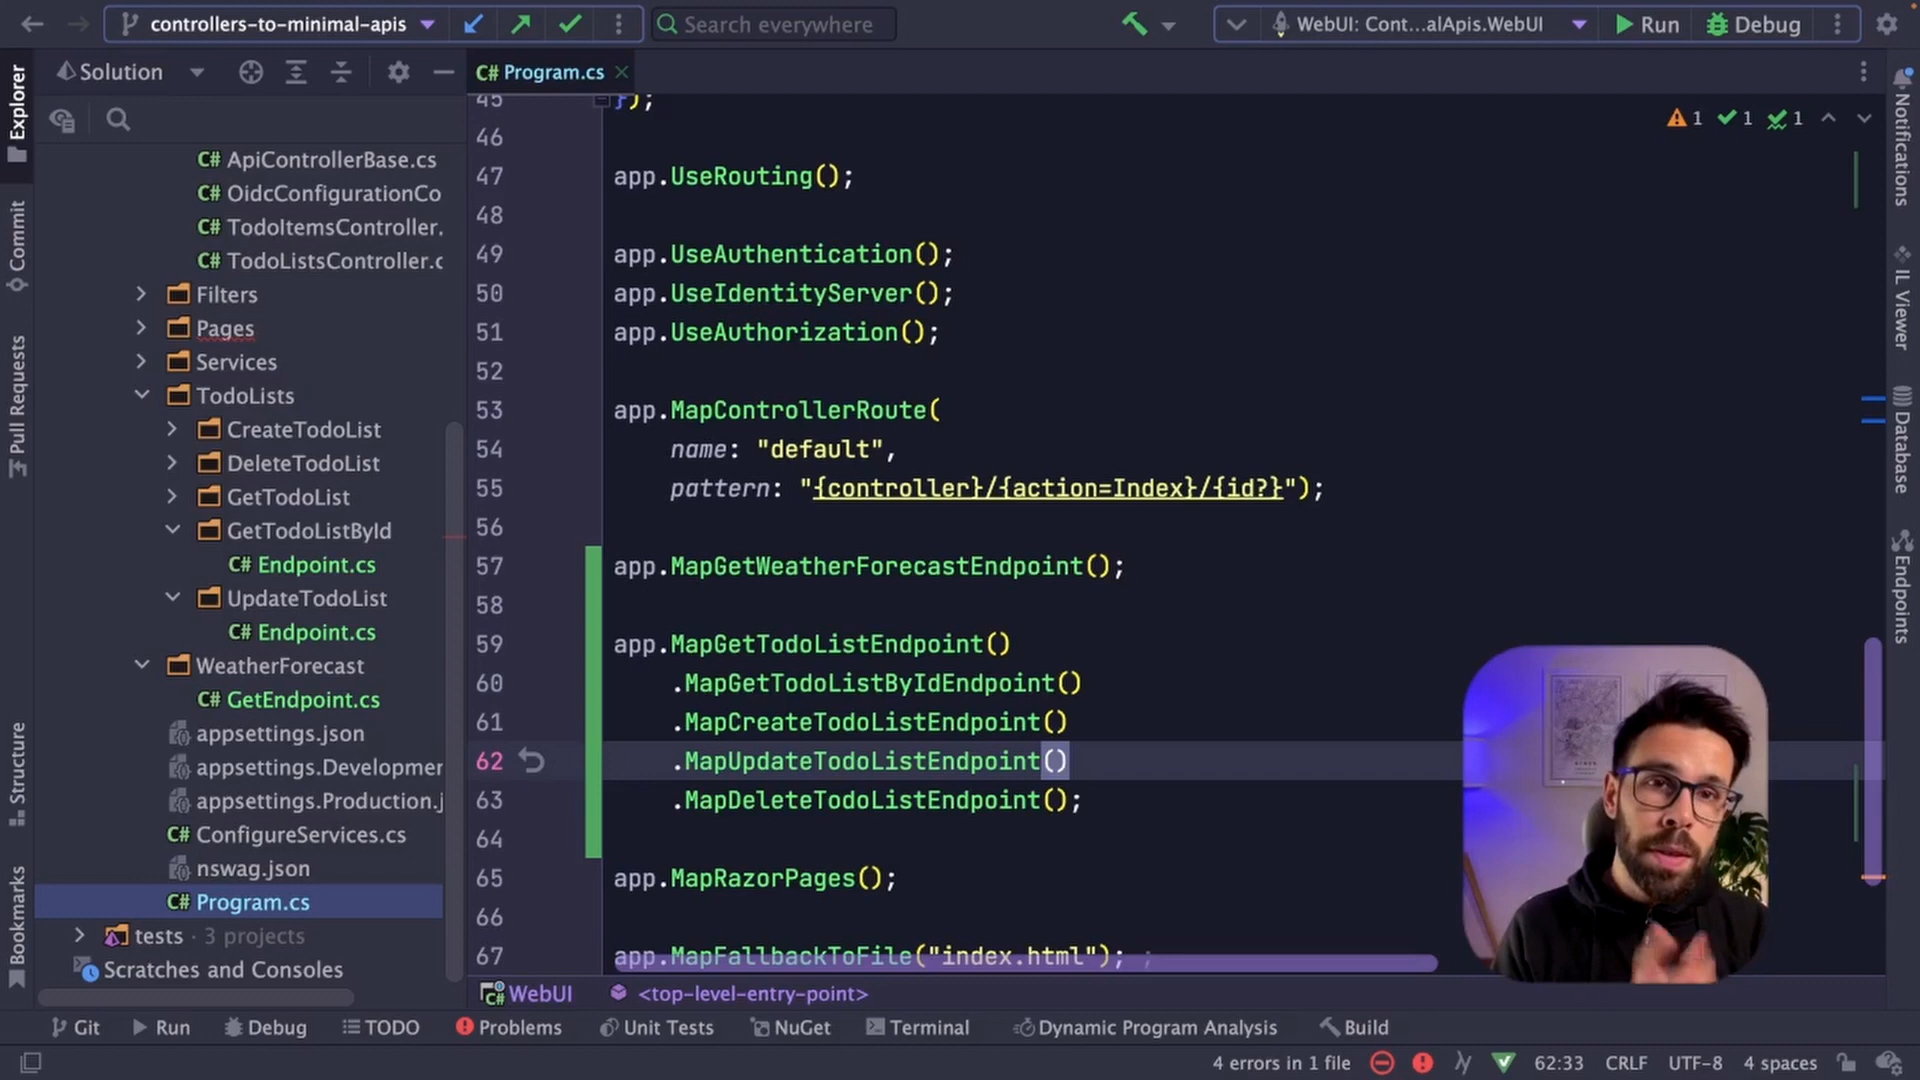 controllers-to-minimal-apis
Search everywhere
WebUI: Cont...alApis.WebUI
Run
Debug
Solution
Program.cs
Explorer
Commit
Pull Requests
Structure
Bookmarks
ApiControllerBase.cs
OidcConfigurationCo
TodoItemsController.
TodoListsController.c
Filters
Pages
Services
TodoLists
CreateTodoList
DeleteTodoList
GetTodoList
GetTodoListById
C# Endpoint.cs
UpdateTodoList
C# Endpoint.cs
WeatherForecast
C# GetEndpoint.cs
appsettings.json
appsettings.Developmer
appsettings.Production.j
C# ConfigureServices.cs
nswag.json
C# Program.cs
tests · 3 projects
Scratches and Consoles
45 });
46
47 app.UseRouting();
48
49 app.UseAuthentication();
50 app.UseIdentityServer();
51 app.UseAuthorization();
52
53 app.MapControllerRoute(
54 name: "default",
55 pattern: "{controller}/{action=Index}/{id?}");
56
57 app.MapGetWeatherForecastEndpoint();
58
59 app.MapGetTodoListEndpoint()
60 .MapGetTodoListByIdEndpoint()
61 .MapCreateTodoListEndpoint()
62 .MapUpdateTodoListEndpoint()
63 .MapDeleteTodoListEndpoint();
64
65 app.MapRazorPages();
66
67 app.MapFallbackToFile("index.html"); ;
1 1 1
Notifications
IL Viewer
Database
Endpoints
C# WebUI <top-level-entry-point>
Git Run Debug TODO Problems Unit Tests NuGet Terminal Dynamic Program Analysis Build
4 errors in 1 file 62:33 CRLF UTF-8 4 spaces